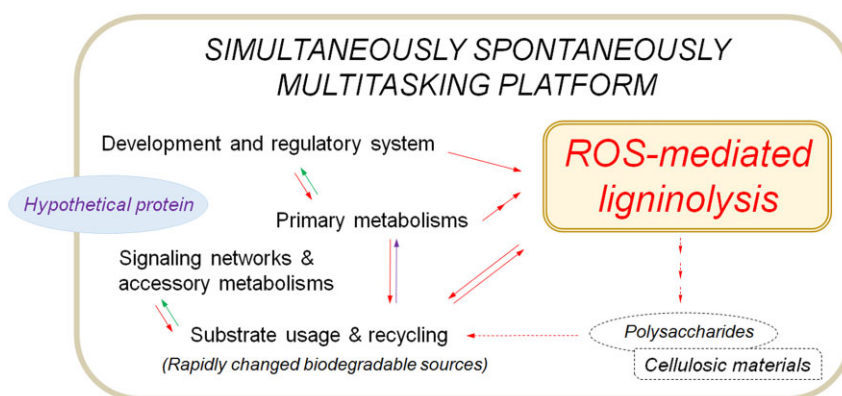 SIMULTANEOUSLY SPONTANEOUSLY
MULTITASKING PLATFORM
Development and regulatory system
ROS-mediated
ligninolysis
Hypothetical protein
Primary metabolisms
Signaling networks &
accessory metabolisms
Substrate usage & recycling
(Rapidly changed biodegradable sources)
Polysaccharides
Cellulosic materials